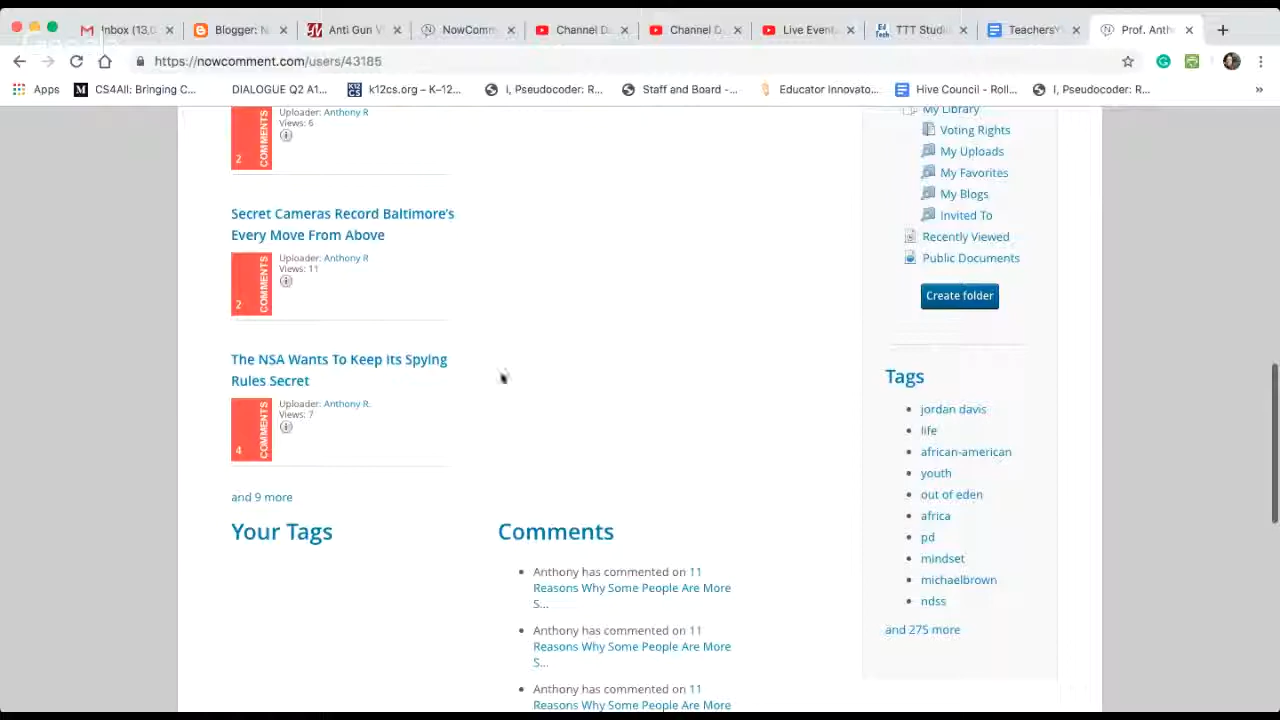 Inbox (13,0
Blogger: N
Anti Gun V
NowComm
Channel D
Channel D
Live Event
TTT Studi
TeachersY
Prof. Anth
https://nowcomment.com/users/43185
Apps
CS4All: Bringing C...
DIALOGUE Q2 A1...
k12cs.org – K–12...
I, Pseudocoder: R...
Staff and Board -...
Educator Innovato...
Hive Council - Roll...
I, Pseudocoder: R...
»
Uploader: Anthony R
Views: 6
2
COMMENTS
Secret Cameras Record Baltimore's
Every Move From Above
Uploader: Anthony R
Views: 11
2
COMMENTS
The NSA Wants To Keep its Spying
Rules Secret
Uploader: Anthony R.
Views: 7
4
COMMENTS
and 9 more
Your Tags
Comments
• Anthony has commented on 11
Reasons Why Some People Are More
S...
• Anthony has commented on 11
Reasons Why Some People Are More
S...
• Anthony has commented on 11
Reasons Why Some People Are More
My Library
Voting Rights
My Uploads
My Favorites
My Blogs
Invited To
Recently Viewed
Public Documents
Create folder
Tags
• jordan davis
• life
• african-american
• youth
• out of eden
• africa
• pd
• mindset
• michaelbrown
• ndss
and 275 more